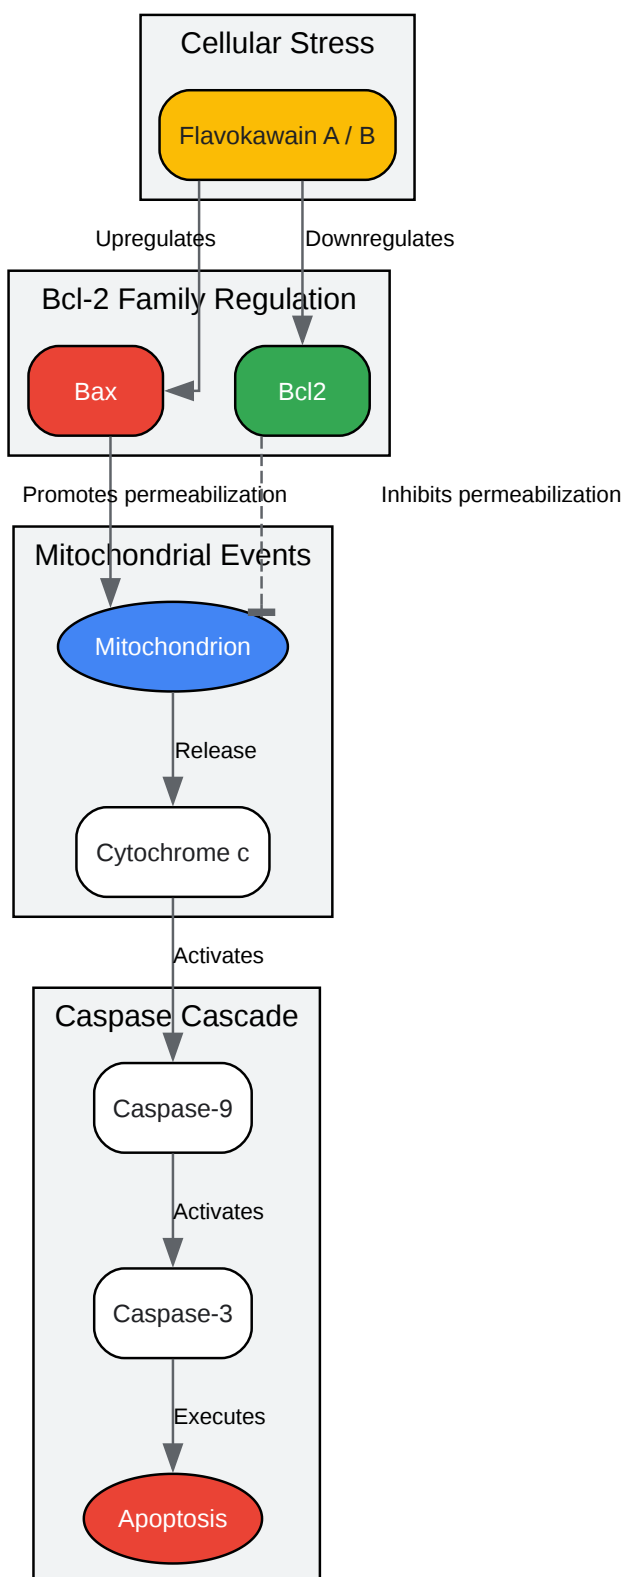 Cellular Stress
Flavokawain A / B
Upregulates
Downregulates
Bcl-2 Family Regulation
Bax
Bcl2
Promotes permeabilization
Inhibits permeabilization
Mitochondrial Events
Mitochondrion
Release
Cytochrome c
Activates
Caspase Cascade
Caspase-9
Activates
Caspase-3
Executes
Apoptosis